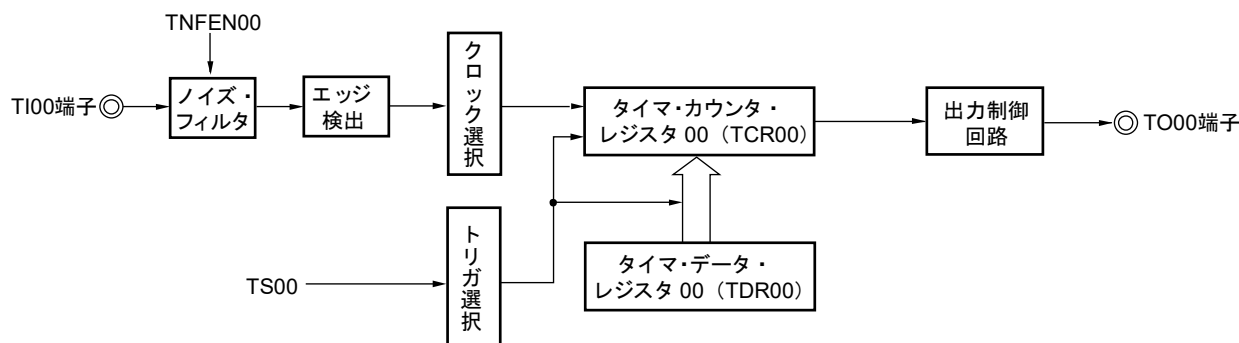 TNFEN00
TI00端子
ノイズ・
フィルタ
エッジ
検出
クロック選択
タイマ・カウンタ・
レジスタ 00（TCR00）
出力制御
回路
TO00端子
TS00
トリガ選択
タイマ・データ・
レジスタ 00（TDR00）